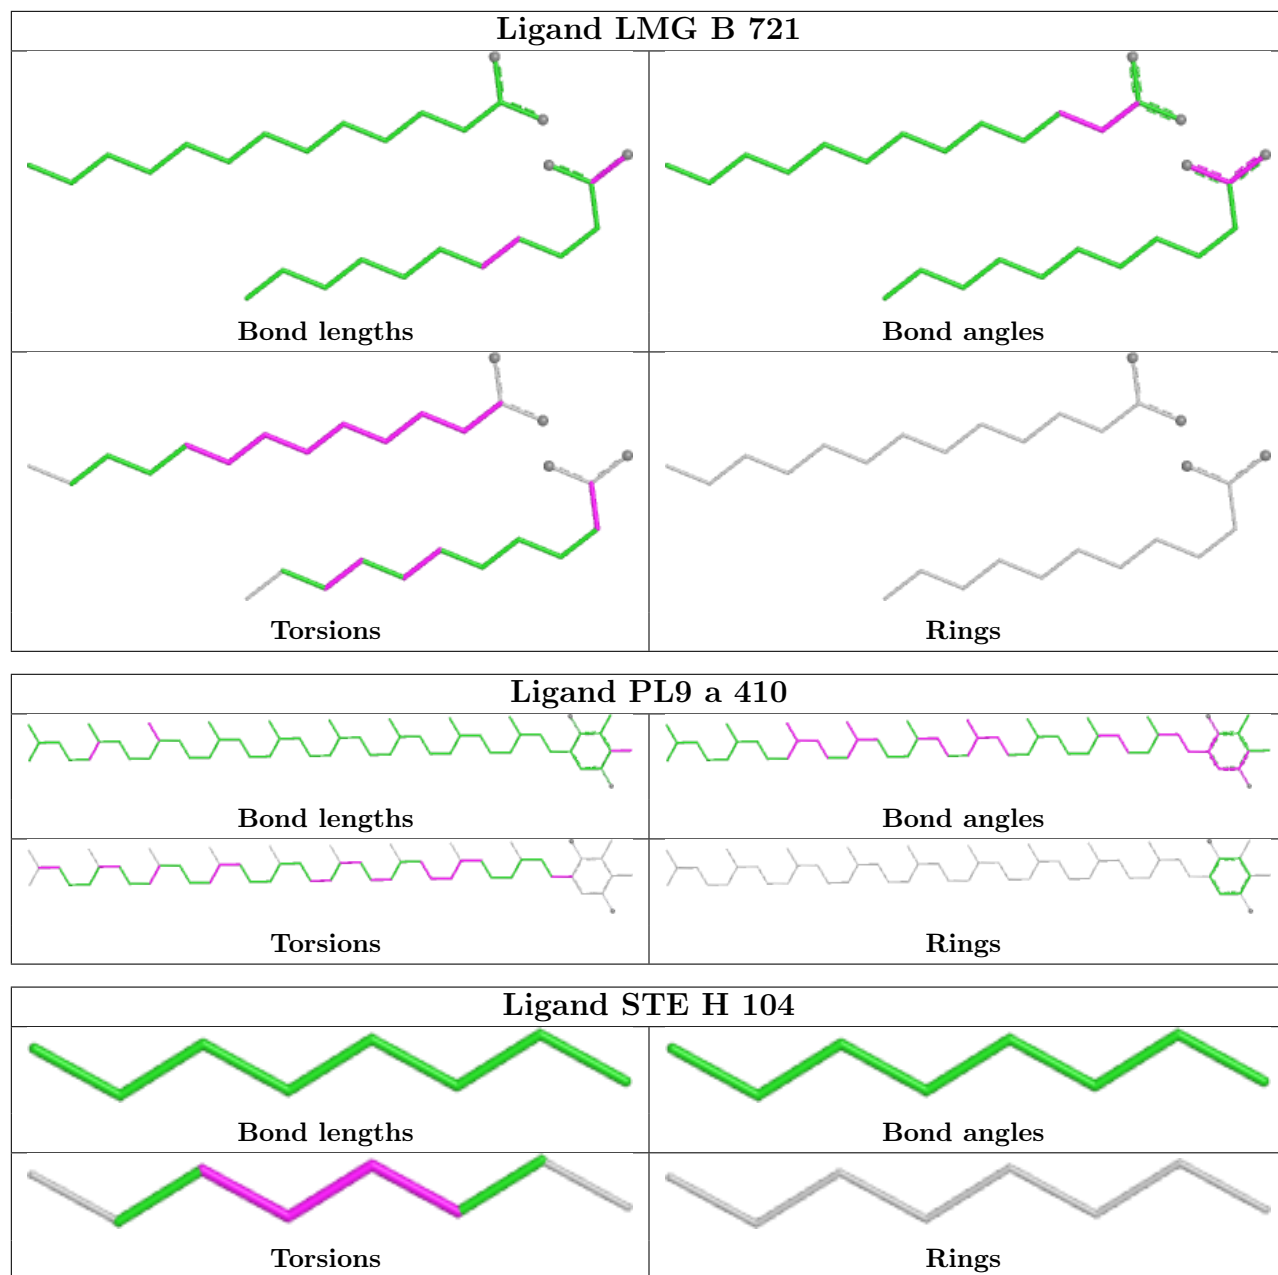 Ligand LMG B 721
Bond lengths
Bond angles
Torsions
Rings
Ligand PL9 a 410
Bond lengths
Bond angles
Torsions
Rings
Ligand STE H 104
Bond lengths
Bond angles
Torsions
Rings